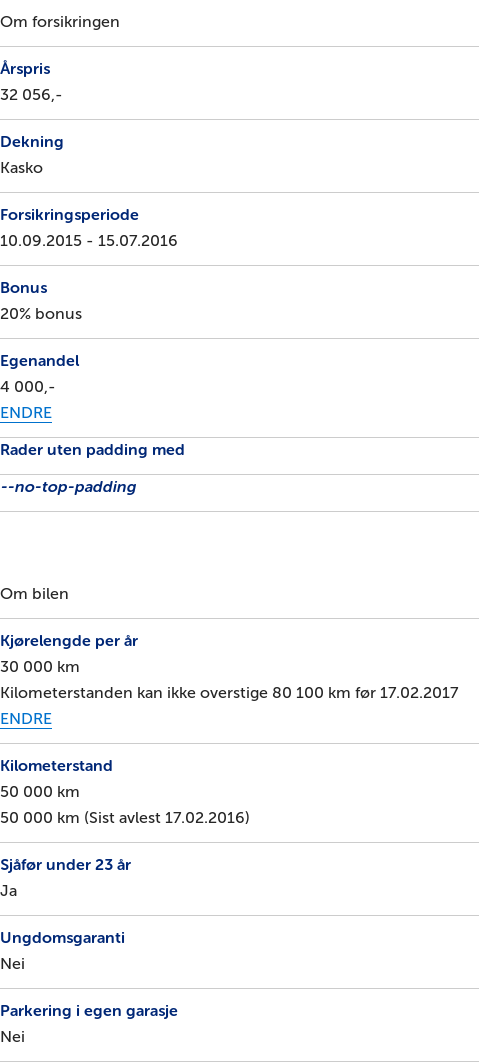 Om forsikringen
Årspris
32 056,-
Dekning
Kasko
Forsikringsperiode
10.09.2015 - 15.07.2016
Bonus
20% bonus
Egenandel
4 000,-
ENDRE
Rader uten padding med
--no-top-padding
Om bilen
Kjørelengde per år
30 000 km
Kilometerstanden kan ikke overstige 80 100 km før 17.02.2017
ENDRE
Kilometerstand
50 000 km
50 000 km (Sist avlest 17.02.2016)
Sjåfør under 23 år
Ja
Ungdomsgaranti
Nei
Parkering i egen garasje
Nei